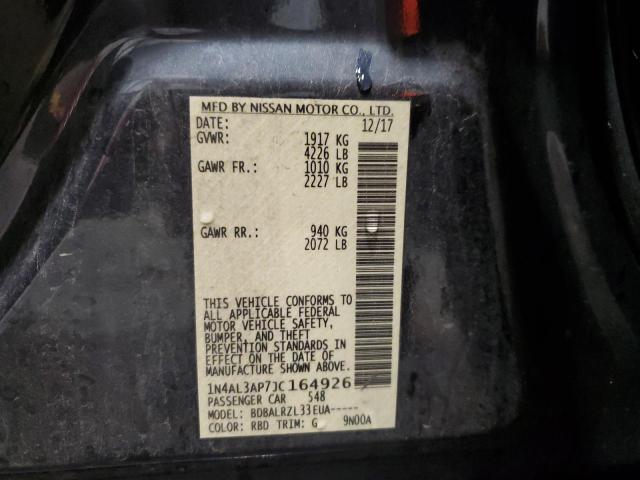 MFD BY NISSAN MOTOR CO., LTD.
DATE: 12/17
GVWR: 1917 KG
4226 LB
GAWR FR.: 1010 KG
2227 LB
GAWR RR.: 940 KG
2072 LB
THIS VEHICLE CONFORMS TO
ALL APPLICABLE FEDERAL
MOTOR VEHICLE SAFETY,
BUMPER, AND THEFT
PREVENTION STANDARDS IN
EFFECT ON THE DATE OF
MANUFACTURE SHOWN ABOVE.
1N4AL3AP7JC164926
PASSENGER CAR 548
MODEL: BDBALRZL33EUA-----
COLOR: RBD TRIM: G 9N00A